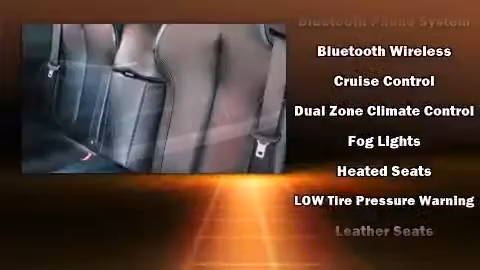 Bluetooth Phone System
Bluetooth Wireless
Cruise Control
Dual Zone Climate Control
Fog Lights
Heated Seats
LOW Tire Pressure Warning
Leather Seats